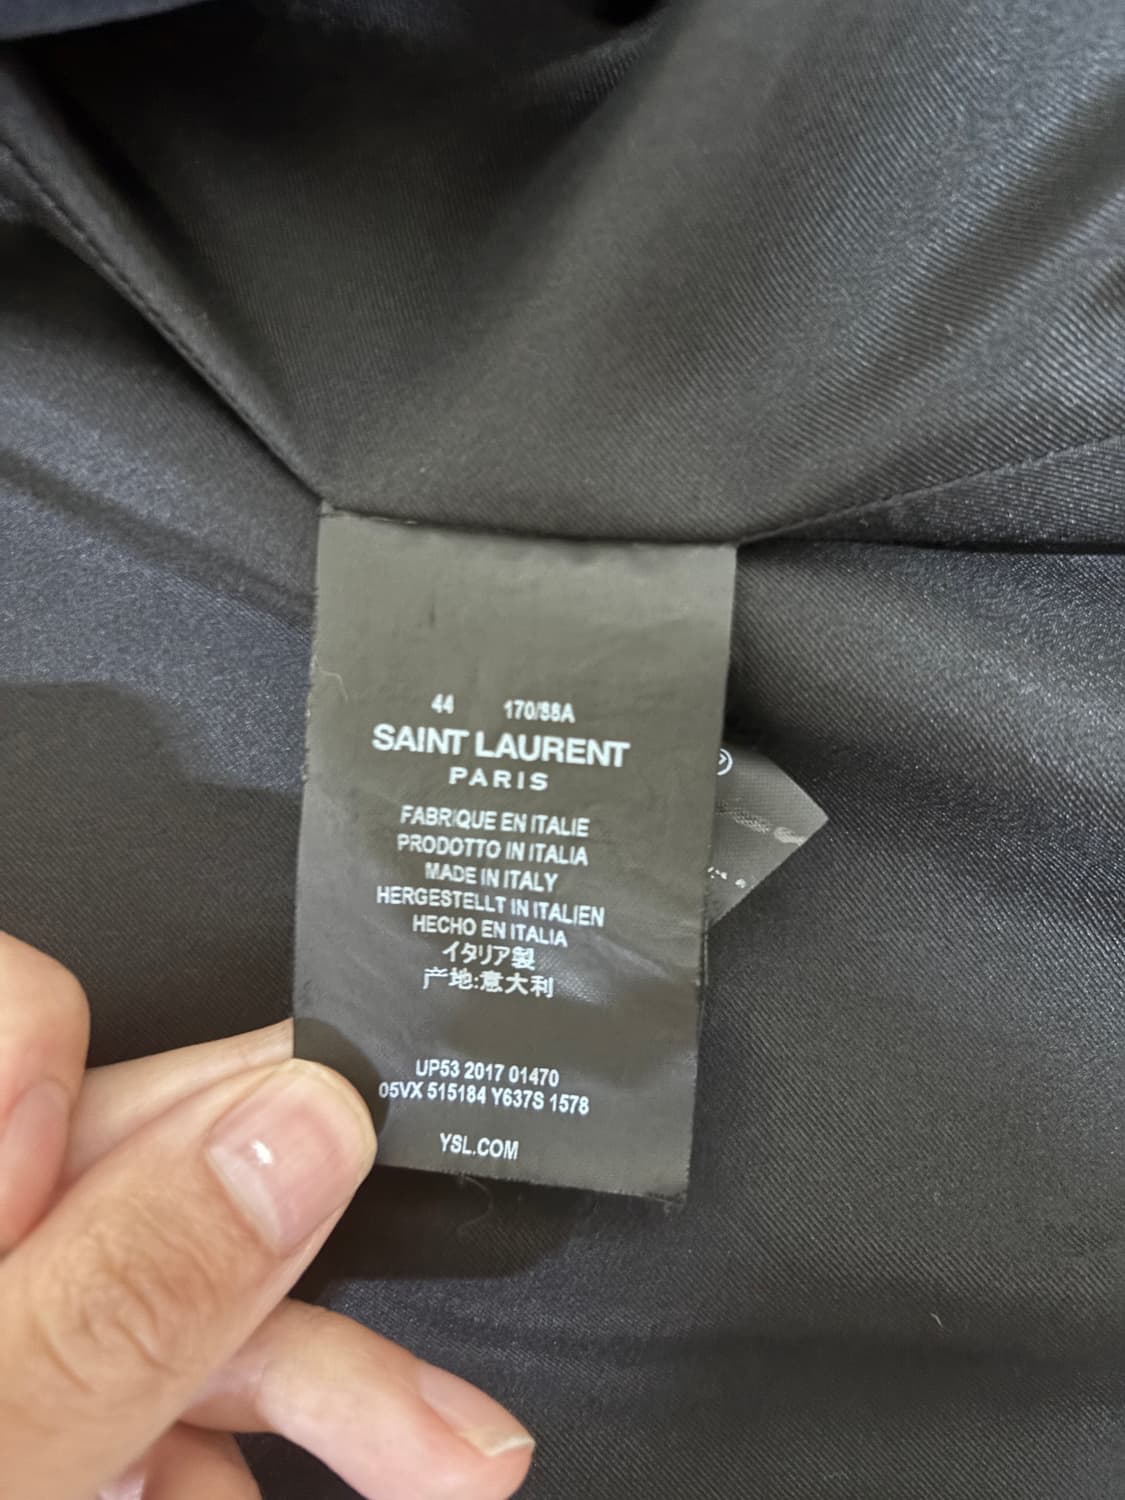 44 170/88A
SAINT LAURENT
PARIS
FABRIQUE EN ITALIE
PRODOTTO IN ITALIA
MADE IN ITALY
HERGESTELLT IN ITALIEN
HECHO EN ITALIA
イタリア製
产地:意大利
UP53 2017 01470
05VX 515184 Y637S 1578
YSL.COM